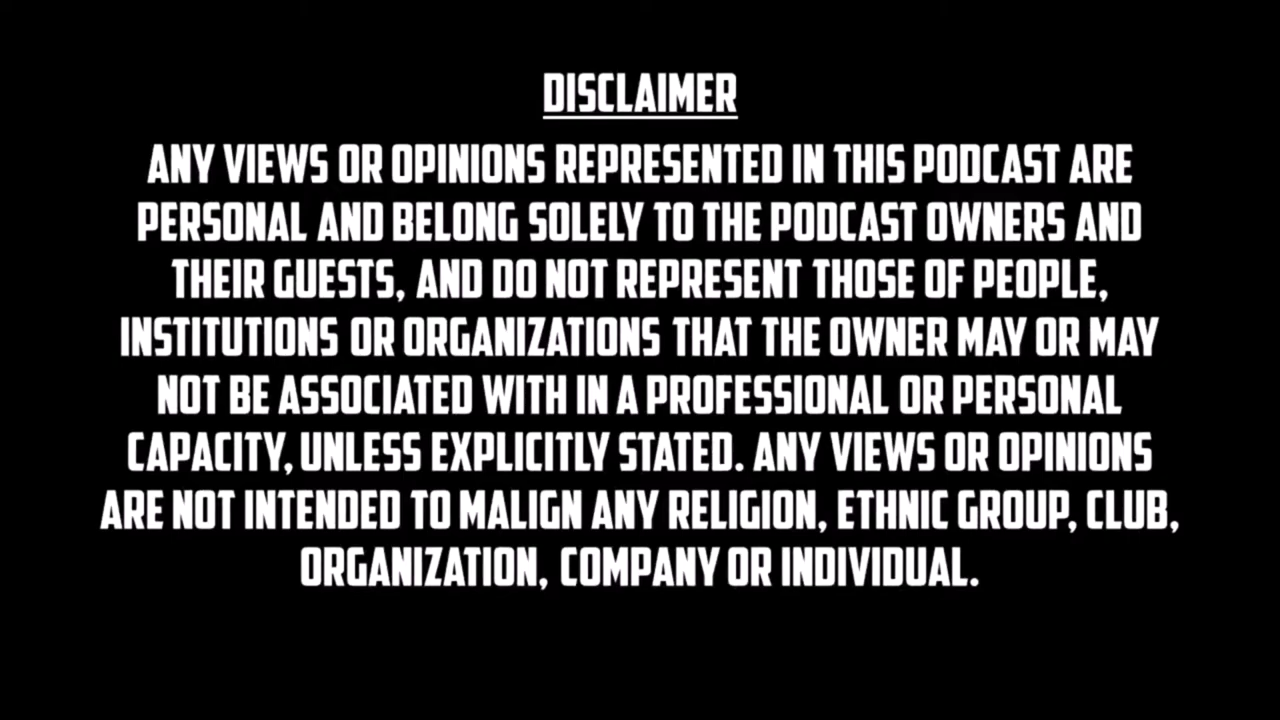 DISCLAIMER
ANY VIEWS OR OPINIONS REPRESENTED IN THIS PODCAST ARE
PERSONAL AND BELONG SOLELY TO THE PODCAST OWNERS AND
THEIR GUESTS, AND DO NOT REPRESENT THOSE OF PEOPLE,
INSTITUTIONS OR ORGANIZATIONS THAT THE OWNER MAY OR MAY
NOT BE ASSOCIATED WITH IN A PROFESSIONAL OR PERSONAL
CAPACITY, UNLESS EXPLICITLY STATED. ANY VIEWS OR OPINIONS
ARE NOT INTENDED TO MALIGN ANY RELIGION, ETHNIC GROUP, CLUB,
ORGANIZATION, COMPANY OR INDIVIDUAL.